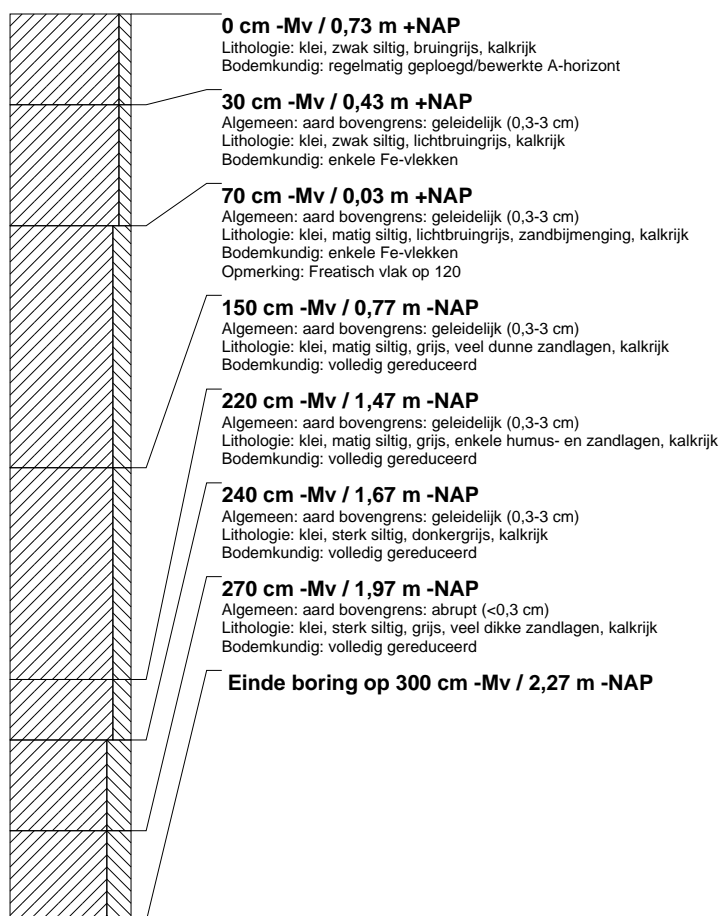 0 cm -Mv / 0,73 m +NAP
Lithologie: klei, zwak siltig, bruingrijs, kalkrijk
Bodemkundig: regelmatig geploegd/bewerkte A-horizont
30 cm -Mv / 0,43 m +NAP
Algemeen: aard bovengrens: geleidelijk (0,3-3 cm)
Lithologie: klei, zwak siltig, lichtbruingrijs, kalkrijk
Bodemkundig: enkele Fe-vlekken
70 cm -Mv / 0,03 m +NAP
Algemeen: aard bovengrens: geleidelijk (0,3-3 cm)
Lithologie: klei, matig siltig, lichtbruingrijs, zandbijmenging, kalkrijk
Bodemkundig: enkele Fe-vlekken
Opmerking: Freatisch vlak op 120
150 cm -Mv / 0,77 m -NAP
Algemeen: aard bovengrens: geleidelijk (0,3-3 cm)
Lithologie: klei, matig siltig, grijs, veel dunne zandlagen, kalkrijk
Bodemkundig: volledig gereduceerd
220 cm -Mv / 1,47 m -NAP
Algemeen: aard bovengrens: geleidelijk (0,3-3 cm)
Lithologie: klei, matig siltig, grijs, enkele humus- en zandlagen, kalkrijk
Bodemkundig: volledig gereduceerd
240 cm -Mv / 1,67 m -NAP
Algemeen: aard bovengrens: geleidelijk (0,3-3 cm)
Lithologie: klei, sterk siltig, donkergrijs, kalkrijk
Bodemkundig: volledig gereduceerd
270 cm -Mv / 1,97 m -NAP
Algemeen: aard bovengrens: abrupt (<0,3 cm)
Lithologie: klei, sterk siltig, grijs, veel dikke zandlagen, kalkrijk
Bodemkundig: volledig gereduceerd
Einde boring op 300 cm -Mv / 2,27 m -NAP